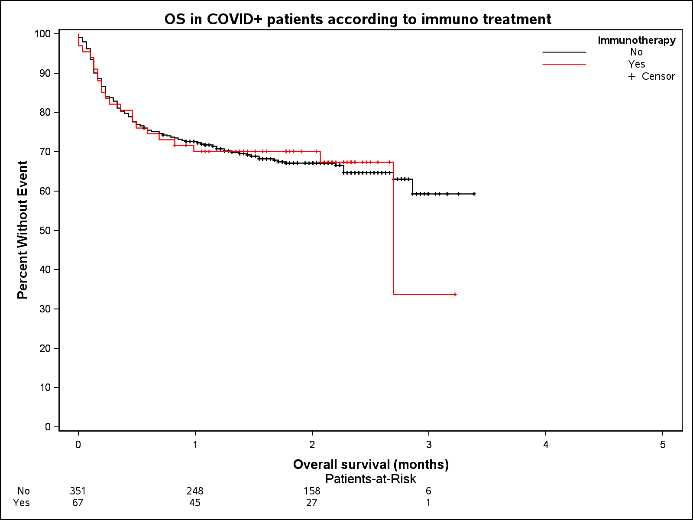 OS in COVID+ patients according to immuno treatment
Immunotherapy
No
Yes
+ Censor
Percent Without Event
100
90
80
70
60
50
40
30
20
10
0
0 1 2 3 4 5
Overall survival (months)
Patients-at-Risk
No 351 248 158 6
Yes 67 45 27 1